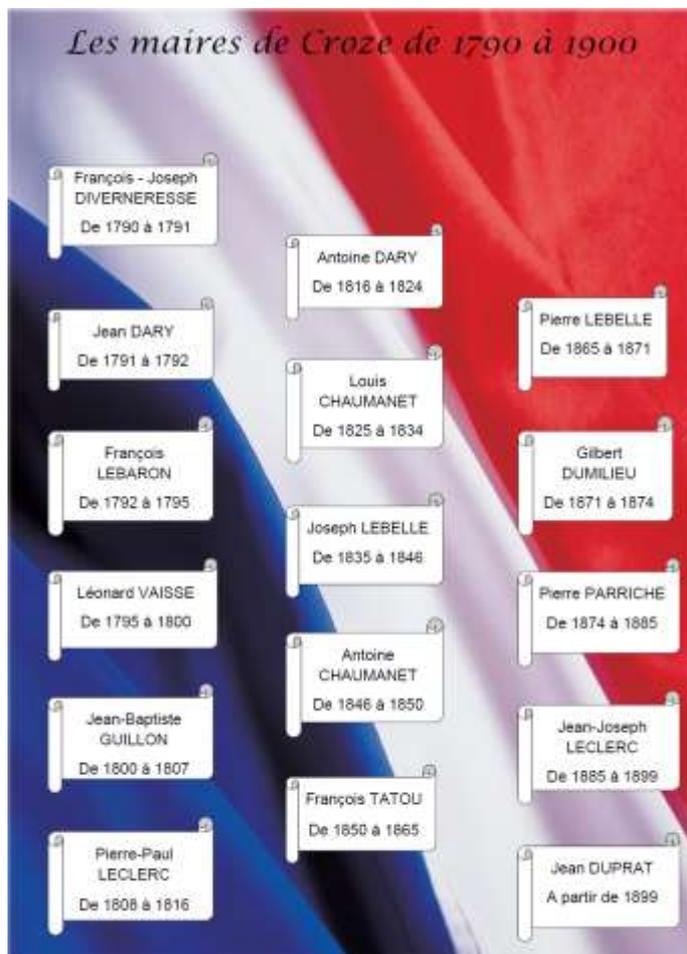 Les maires de Croze de 1790 à 1900
François - Joseph
DIVERNERESSE
De 1790 à 1791
Jean DARY
De 1791 à 1792
François
LEBARON
De 1792 à 1795
Léonard VAISSE
De 1795 à 1800
Jean-Baptiste
GUILLON
De 1800 à 1807
Pierre-Paul
LECLERC
De 1808 à 1816
Antoine DARY
De 1816 à 1824
Louis
CHAUMANET
De 1825 à 1834
Joseph LEBELLE
De 1835 à 1846
Antoine
CHAUMANET
De 1846 à 1850
François TATOU
De 1850 à 1865
Pierre LEBELLE
De 1865 à 1871
Gilbert
DUMILIEU
De 1871 à 1874
Pierre PARRICHE
De 1874 à 1885
Jean-Joseph
LECLERC
De 1885 à 1899
Jean DUPRAT
A partir de 1899